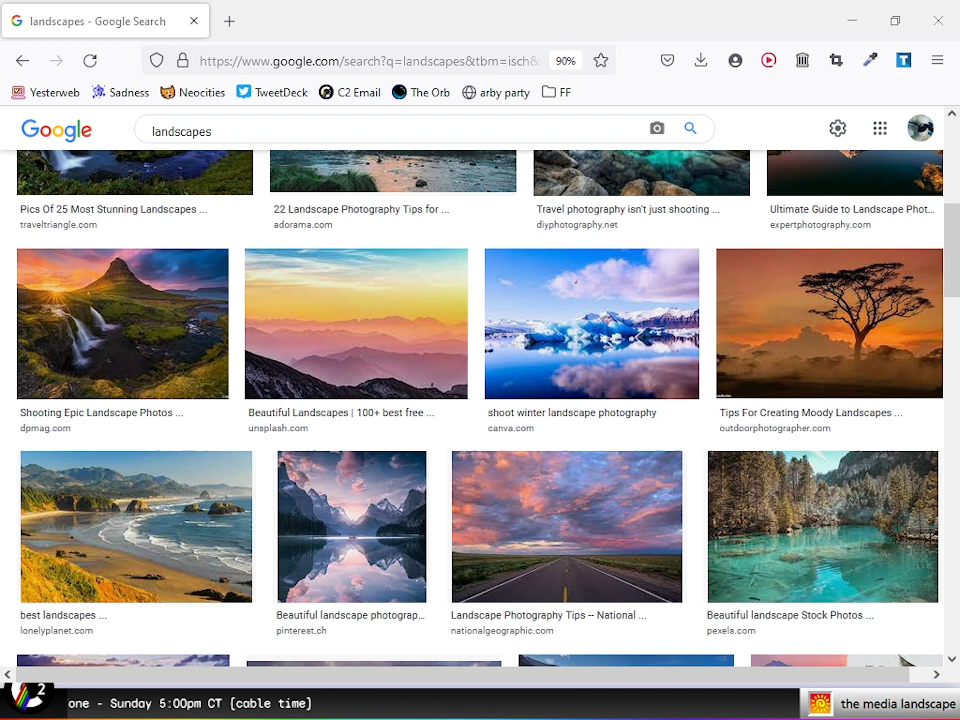 landscapes - Google Search
https://www.google.com/search?q=landscapes&tbm=isch&
90%
Yesterweb
Sadness
Neocities
TweetDeck
C2 Email
The Orb
arby party
FF
Google
landscapes
Pics Of 25 Most Stunning Landscapes ...
traveltriangle.com
22 Landscape Photography Tips for ...
adorama.com
Travel photography isn't just shooting ...
diyphotography.net
Ultimate Guide to Landscape Phot...
expertphotography.com
Shooting Epic Landscape Photos ...
dpmag.com
Beautiful Landscapes | 100+ best free ...
unsplash.com
shoot winter landscape photography
canva.com
Tips For Creating Moody Landscapes ...
outdoorphotographer.com
best landscapes ...
lonelyplanet.com
Beautiful landscape photograp...
pinterest.ch
Landscape Photography Tips -- National ...
nationalgeographic.com
Beautiful landscape Stock Photos ...
pexels.com
2
one - Sunday 5:00pm CT [cable time]
the media landscape